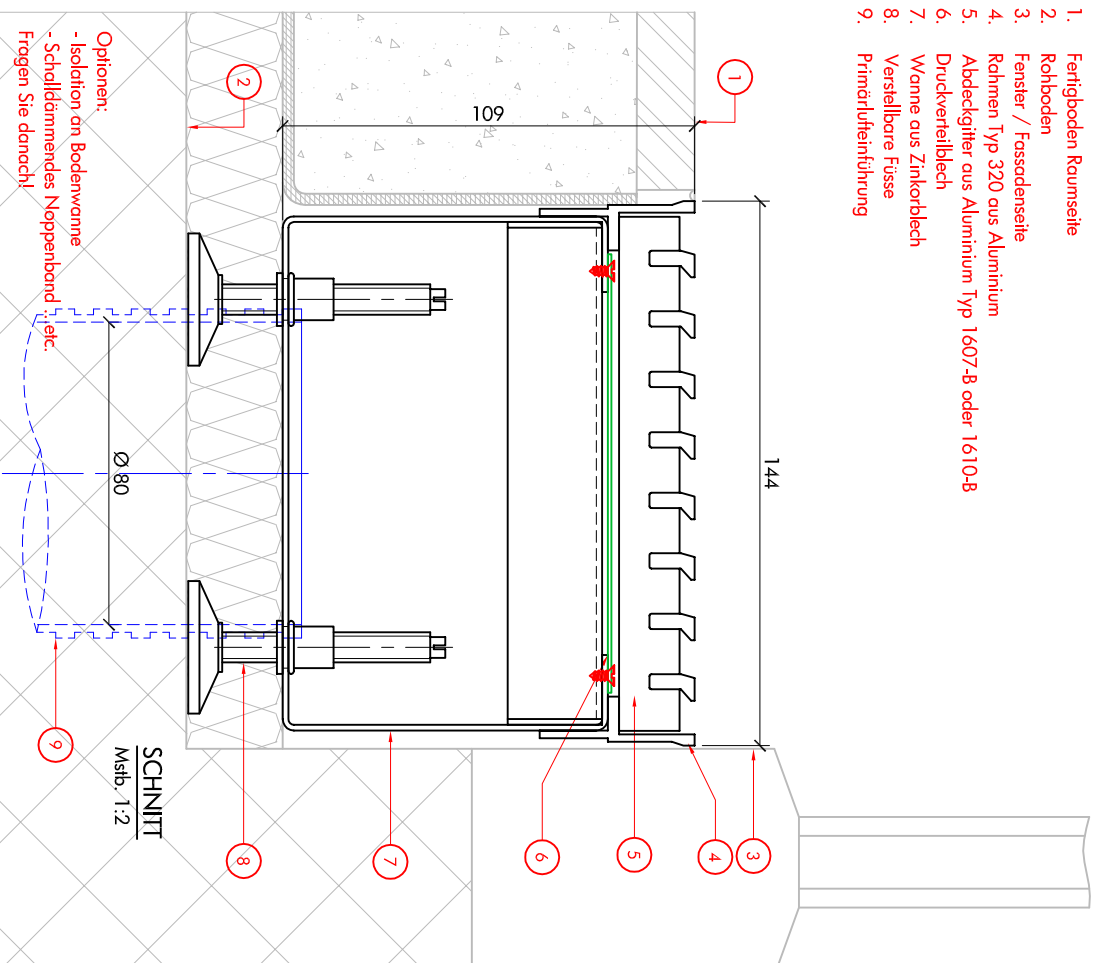 1. Fertigboden Raumseite
2. Rohboden
3. Fenster / Fassadenseite
4. Rahmen Typ 320 aus Aluminium
5. Abdeckgitter aus Aluminium Typ 1607-B oder 1610-B
6. Druckverteilblech
7. Wanne aus Zinkorblech
8. Verstellbare Füsse
9. Primärlufteinführung
144
109
Ø 80
1
2
3
4
5
6
7
8
9
SCHNITT
Mstb. 1:2
Optionen:
- Isolation an Bodenwanne
- Schalldämmendes Noppenband ...etc.
Fragen Sie danach!